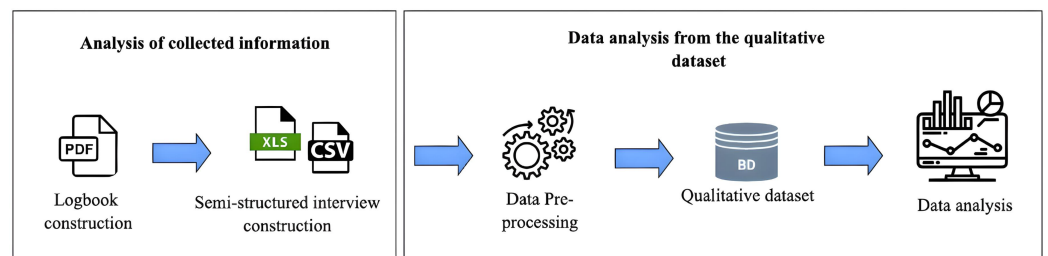 Analysis of collected information
PDF
Logbook
construction
XLS
CSV
Semi-structured interview
construction
Data analysis from the qualitative
dataset
Data Pre-
processing
BD
Qualitative dataset
Data analysis